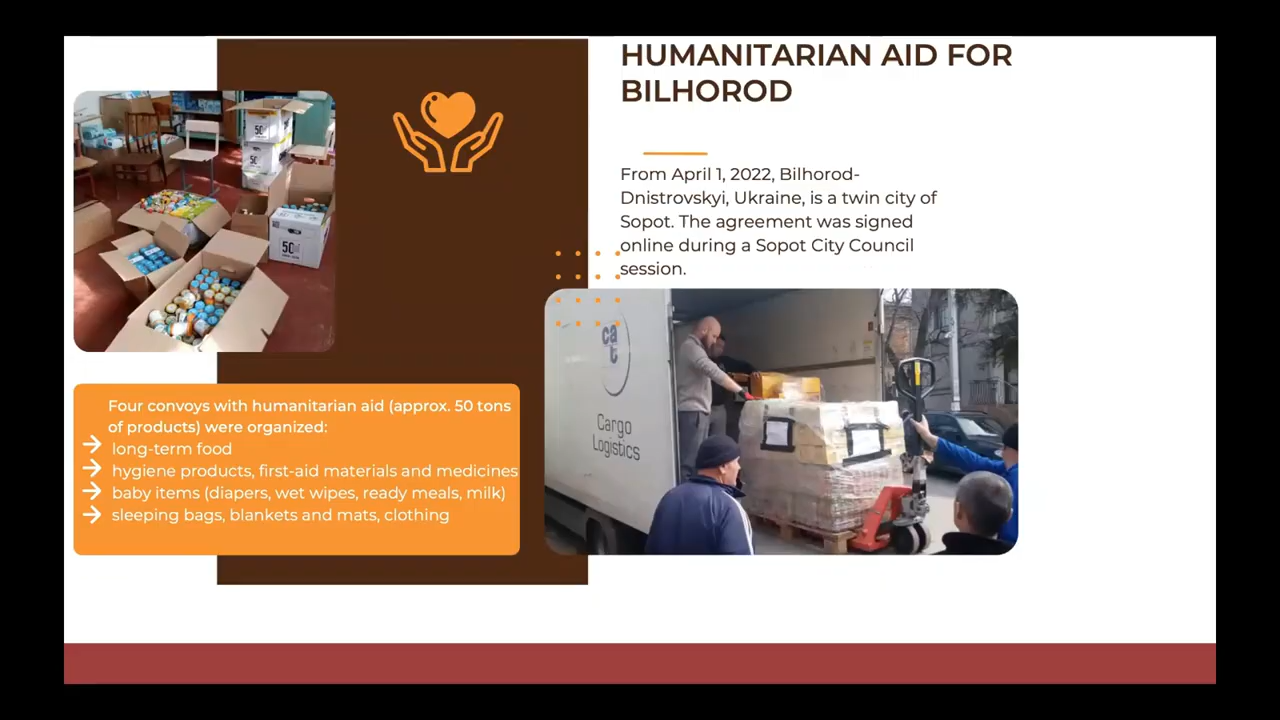 HUMANITARIAN AID FOR
BILHOROD
From April 1, 2022, Bilhorod-
Dnistrovskyi, Ukraine, is a twin city of
Sopot. The agreement was signed
online during a Sopot City Council
session.
Four convoys with humanitarian aid (approx. 50 tons
of products) were organized:
long-term food
hygiene products, first-aid materials and medicines
baby items (diapers, wet wipes, ready meals, milk)
sleeping bags, blankets and mats, clothing
cat
Cargo
Logistics
50
50
50